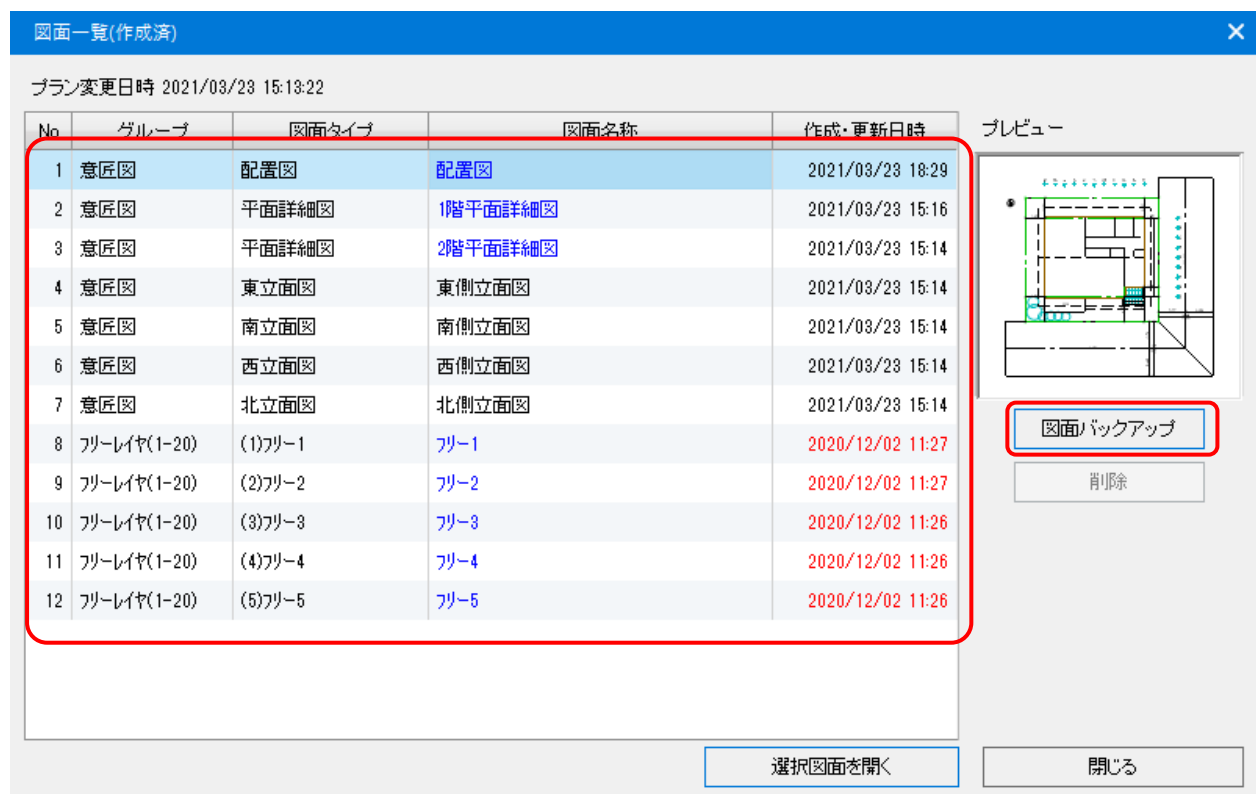 図面一覧(作成済)
プラン変更日時 2021/03/23 15:13:22
No グループ 図面タイプ 図面名称 作成・更新日時 プレビュー
1 意匠図 配置図 配置図 2021/03/23 18:29
2 意匠図 平面詳細図 1階平面詳細図 2021/03/23 15:16
3 意匠図 平面詳細図 2階平面詳細図 2021/03/23 15:14
4 意匠図 東立面図 東側立面図 2021/03/23 15:14
5 意匠図 南立面図 南側立面図 2021/03/23 15:14
6 意匠図 西立面図 西側立面図 2021/03/23 15:14
7 意匠図 北立面図 北側立面図 2021/03/23 15:14
図面バックアップ
8 フリーレイヤ(1-20) (1)フリー1 フリー1 2020/12/02 11:27
9 フリーレイヤ(1-20) (2)フリー2 フリー2 2020/12/02 11:27
削除
10 フリーレイヤ(1-20) (3)フリー3 フリー3 2020/12/02 11:26
11 フリーレイヤ(1-20) (4)フリー4 フリー4 2020/12/02 11:26
12 フリーレイヤ(1-20) (5)フリー5 フリー5 2020/12/02 11:26
選択図面を開く 閉じる